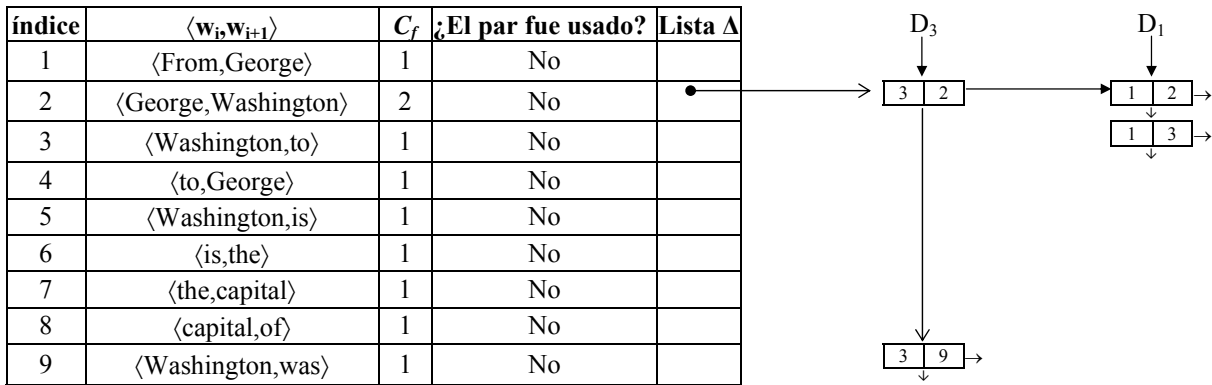 índice ⟨wᵢ,wᵢ₊₁⟩ C_f ¿El par fue usado? Lista Δ
1 ⟨From,George⟩ 1 No
2 ⟨George,Washington⟩ 2 No
3 ⟨Washington,to⟩ 1 No
4 ⟨to,George⟩ 1 No
5 ⟨Washington,is⟩ 1 No
6 ⟨is,the⟩ 1 No
7 ⟨the,capital⟩ 1 No
8 ⟨capital,of⟩ 1 No
9 ⟨Washington,was⟩ 1 No
D₃ D₁
3 2 1 2
1 3
3 9